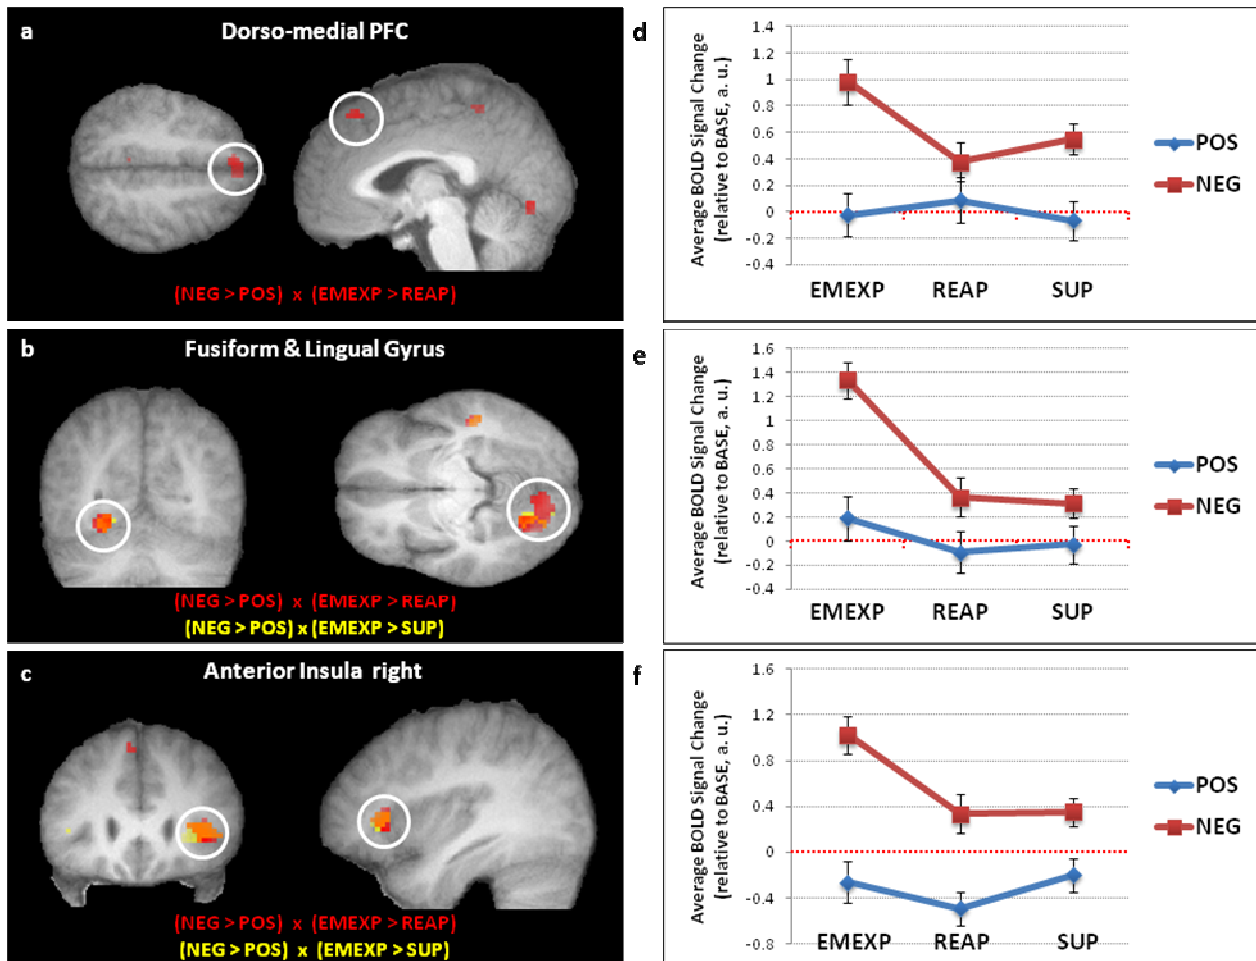 a
Dorso-medial PFC
(NEG > POS) x (EMEXP > REAP)
d
Average BOLD Signal Change
(relative to BASE, a. u.)
1.4
1.2
1
0.8
0.6
0.4
0.2
0
-0.2
-0.4
EMEXP REAP SUP
POS
NEG
b
Fusiform & Lingual Gyrus
(NEG > POS) x (EMEXP > REAP)
(NEG > POS) x (EMEXP > SUP)
e
Average BOLD Signal Change
(relative to BASE, a. u.)
1.6
1.4
1.2
1
0.8
0.6
0.4
0.2
0
-0.2
-0.4
EMEXP REAP SUP
POS
NEG
c
Anterior Insula right
(NEG > POS) x (EMEXP > REAP)
(NEG > POS) x (EMEXP > SUP)
f
Average BOLD Signal Change
(relative to BASE, a. u.)
1.6
1.2
0.8
0.4
0
-0.4
-0.8
EMEXP REAP SUP
POS
NEG